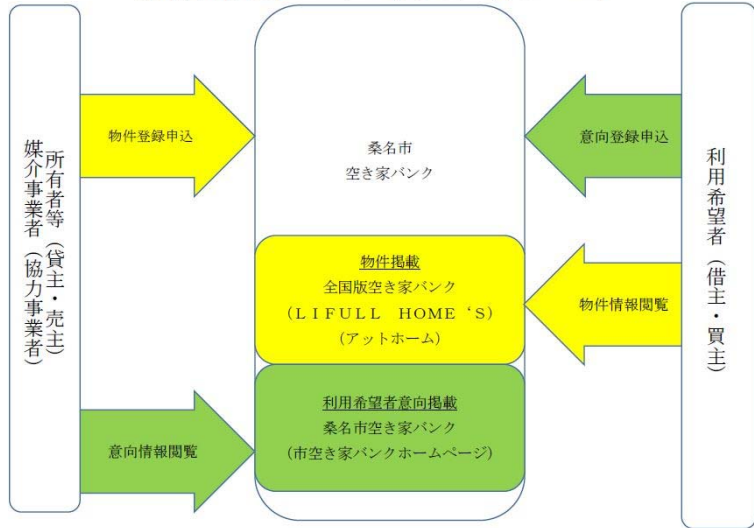 所有者等（貸主・売主）
媒介事業者（協力事業者）
物件登録申込
桑名市
空き家バンク
意向登録申込
利用希望者（借主・買主）
物件掲載
全国版空き家バンク
（ＬＩＦＵＬＬ　ＨＯＭＥ‘Ｓ）
（アットホーム）
物件情報閲覧
利用希望者意向掲載
桑名市空き家バンク
（市空き家バンクホームページ）
意向情報閲覧